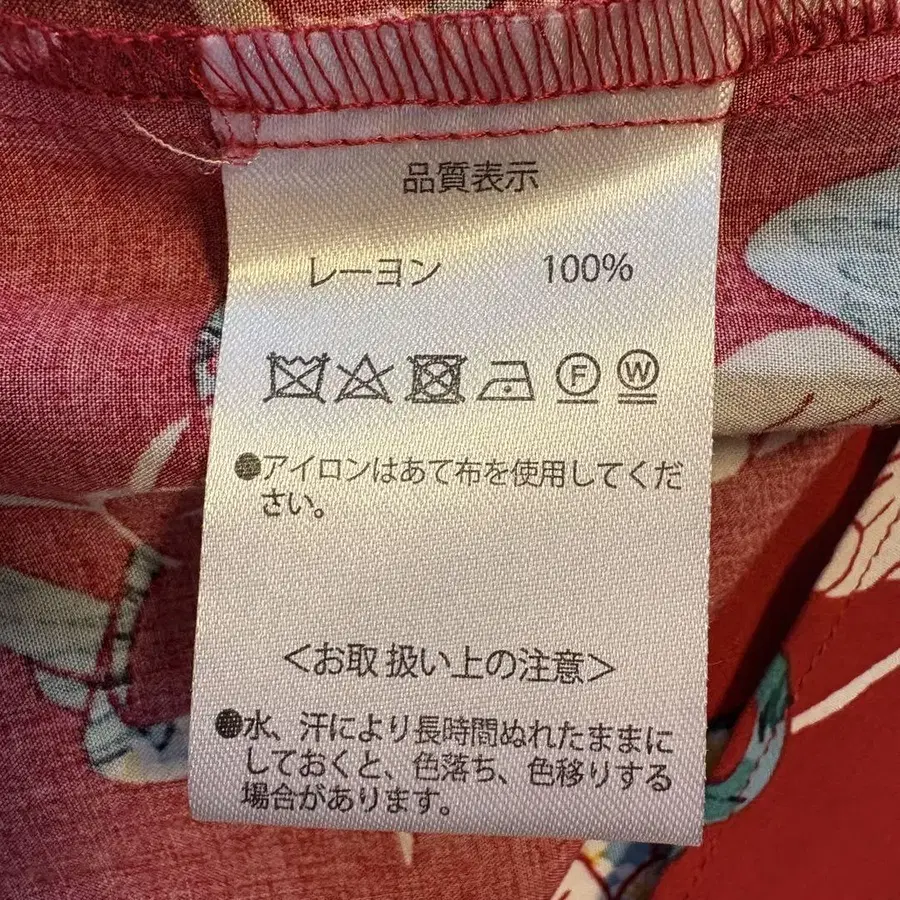 品質表示
レーヨン 100%
F W
●アイロンはあて布を使用してくだ
さい。
<お取扱い上の注意>
●水、汗により長時間ぬれたままに
しておくと、色落ち、色移りする
場合があります。